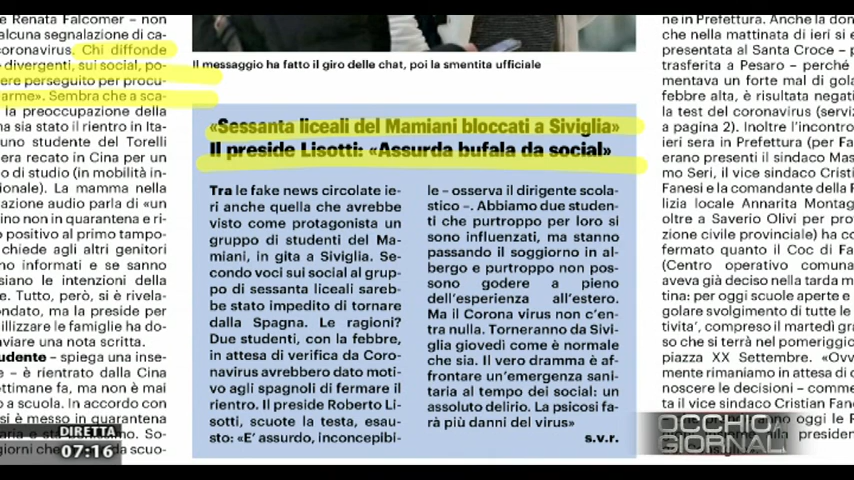 e Renata Falcomer – non
alcuna segnalazione di ca-
coronavirus. Chi diffonde
divergenti, sui social, po-
ere perseguito per procu-
arme». Sembra che a sca-
la preoccupazione della
na sia stato il rientro in Ita-
uno studente del Torelli
era recato in Cina per un
o di studio (in mobilità in-
ionale). La mamma nella
azione audio parla di «un
ino non in quarantena e ri-
positivo al primo tampo-
chiede agli altri genitori
no informati e se sanno
siano le intenzioni della
e. Tutto, però, si è rivela-
ondato, ma la preside per
illizzare le famiglie ha do-
nviare una nota scritta.
udente – spiega una inse-
e – è rientrato dalla Cina
ettimane fa, ma non è mai
o a scuola. In accordo con
si è messo in quarantena
Il messaggio ha fatto il giro delle chat, poi la smentita ufficiale
«Sessanta liceali del Mamiani bloccati a Siviglia»
Il preside Lisotti: «Assurda bufala da social»
Tra le fake news circolate ie-
ri anche quella che avrebbe
visto come protagonista un
gruppo di studenti del Ma-
miani, in gita a Siviglia. Se-
condo voci sui social al grup-
po di sessanta liceali sareb-
be stato impedito di tornare
dalla Spagna. Le ragioni?
Due studenti, con la febbre,
in attesa di verifica da Coro-
navirus avrebbero dato moti-
vo agli spagnoli di fermare il
rientro. Il preside Roberto Li-
sotti, scuote la testa, esau-
sto: «E' assurdo, inconcepibi-
le – osserva il dirigente scola-
stico –. Abbiamo due studen-
ti che purtroppo per loro si
sono influenzati, ma stanno
passando il soggiorno in al-
bergo e purtroppo non pos-
sono godere a pieno
dell'esperienza all'estero.
Ma il Corona virus non c'en-
tra nulla. Torneranno da Sivi-
glia giovedì come è normale
che sia. Il vero dramma è af-
frontare un'emergenza sani-
taria al tempo dei social: un
assoluto delirio. La psicosi fa-
rà più danni del virus»
s.v.r.
ne in Prefettura. Anche la don
che nella mattinata di ieri si e
presentata al Santa Croce – p
trasferita a Pesaro – perché
mentava un forte mal di gola
febbre alta, è risultata negati
la test del coronavirus (serviz
a pagina 2). Inoltre l'incontro
ieri sera in Prefettura (per Fa
erano presenti il sindaco Mas
mo Seri, il vice sindaco Cristi
Fanesi e la comandante della F
lizia locale Annarita Montag
oltre a Saverio Olivi per pro
zione civile provinciale) ha co
fermato quanto il Coc di Fa
(Centro operativo comuna
aveva già deciso nella tarda m
tina: per oggi scuole aperte e
golare svolgimento di tutte le
tivita', compreso il martedì gra
so che si terrà nel pomeriggio
piazza XX Settembre. «Ovv
mente rimaniamo in attesa di c
noscere le decisioni – comme
ta il vice sindaco Cristian Fane
DIRETTA
07:16
OCCHIO
GIORNALI